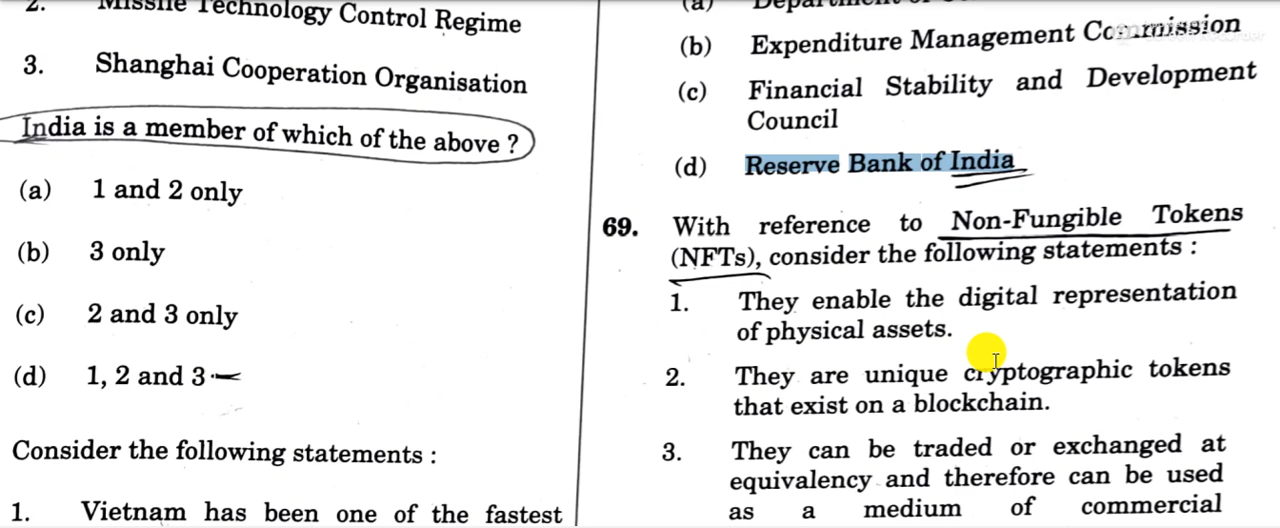 2. Missile Technology Control Regime
3. Shanghai Cooperation Organisation
India is a member of which of the above ?
(a) 1 and 2 only
(b) 3 only
(c) 2 and 3 only
(d) 1, 2 and 3
Consider the following statements :
1. Vietnam has been one of the fastest
(a)
(b) Expenditure Management Commission
(c) Financial Stability and Development
Council
(d) Reserve Bank of India
69. With reference to Non-Fungible Tokens
(NFTs), consider the following statements :
1. They enable the digital representation
of physical assets.
2. They are unique cryptographic tokens
that exist on a blockchain.
3. They can be traded or exchanged at
equivalency and therefore can be used
as a medium of commercial